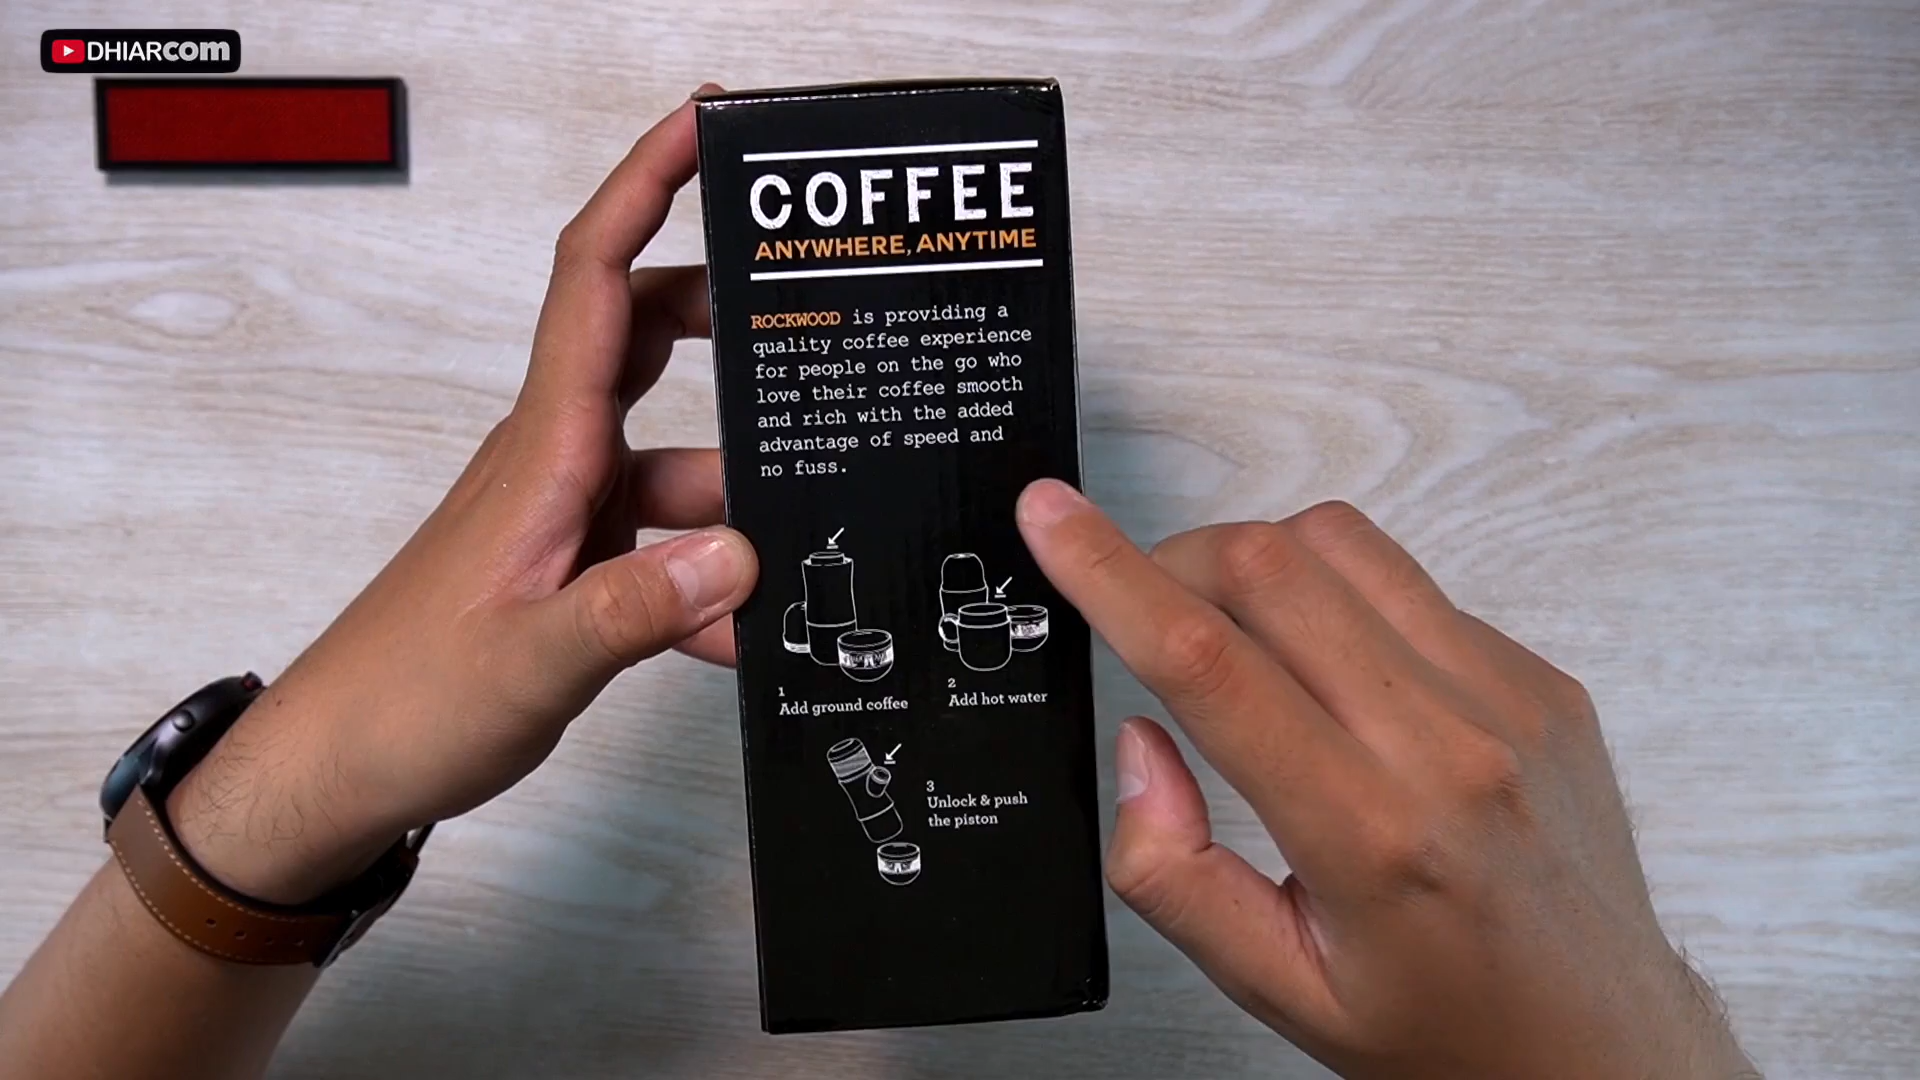 DHIARCOM
COFFEE
ANYWHERE, ANYTIME
ROCKWOOD is providing a
quality coffee experience
for people on the go who
love their coffee smooth
and rich with the added
advantage of speed and
no fuss.
1
Add ground coffee
2
Add hot water
3
Unlock & push
the piston